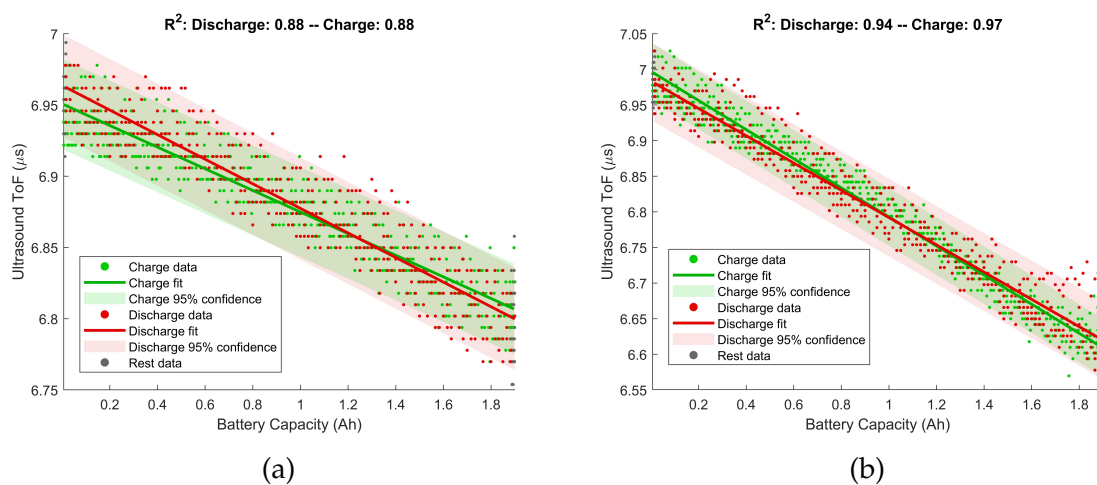 R²: Discharge: 0.88 -- Charge: 0.88
7
6.95
6.9
6.85
6.8
6.75
Ultrasound ToF (μs)
Charge data
Charge fit
Charge 95% confidence
Discharge data
Discharge fit
Discharge 95% confidence
Rest data
0.2 0.4 0.6 0.8 1 1.2 1.4 1.6 1.8
Battery Capacity (Ah)
(a)
R²: Discharge: 0.94 -- Charge: 0.97
7.05
7
6.95
6.9
6.85
6.8
6.75
6.7
6.65
6.6
6.55
Ultrasound ToF (μs)
Charge data
Charge fit
Charge 95% confidence
Discharge data
Discharge fit
Discharge 95% confidence
Rest data
0.2 0.4 0.6 0.8 1 1.2 1.4 1.6 1.8
Battery Capacity (Ah)
(b)